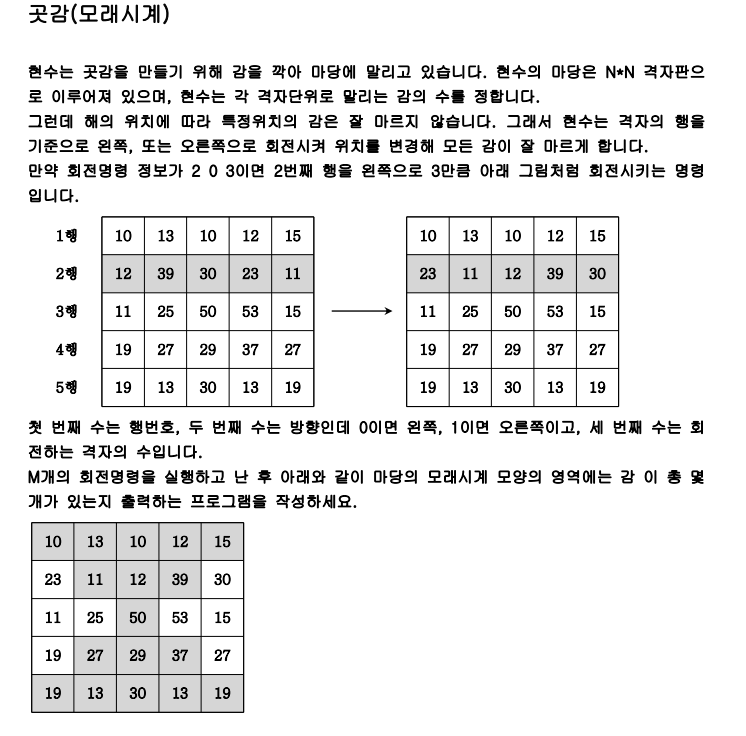 곳감(모래시계)
현수는 곳감을 만들기 위해 감을 깍아 마당에 말리고 있습니다. 현수의 마당은 N*N 격자판으
로 이루어져 있으며, 현수는 각 격자단위로 말리는 감의 수를 정합니다.
그런데 해의 위치에 따라 특정위치의 감은 잘 마르지 않습니다. 그래서 현수는 격자의 행을
기준으로 왼쪽, 또는 오른쪽으로 회전시켜 위치를 변경해 모든 감이 잘 마르게 합니다.
만약 회전명령 정보가 2 0 3이면 2번째 행을 왼쪽으로 3만큼 아래 그림처럼 회전시키는 명령
입니다.
1행 10 13 10 12 15 10 13 10 12 15
2행 12 39 30 23 11 23 11 12 39 30
3행 11 25 50 53 15 11 25 50 53 15
4행 19 27 29 37 27 19 27 29 37 27
5행 19 13 30 13 19 19 13 30 13 19
첫 번째 수는 행번호, 두 번째 수는 방향인데 0이면 왼쪽, 1이면 오른쪽이고, 세 번째 수는 회
전하는 격자의 수입니다.
M개의 회전명령을 실행하고 난 후 아래와 같이 마당의 모래시계 모양의 영역에는 감 이 총 몇
개가 있는지 출력하는 프로그램을 작성하세요.
10 13 10 12 15
23 11 12 39 30
11 25 50 53 15
19 27 29 37 27
19 13 30 13 19